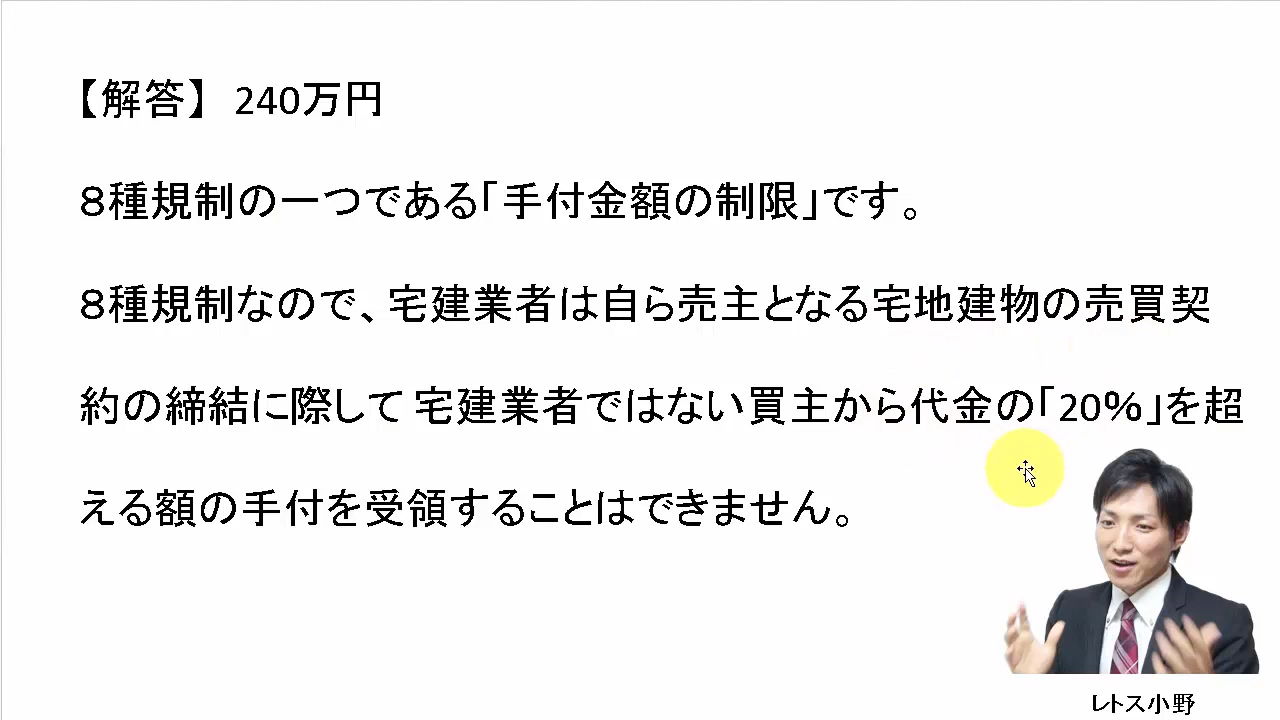 【解答】 240万円
８種規制の一つである「手付金額の制限」です。
８種規制なので、宅建業者は自ら売主となる宅地建物の売買契
約の締結に際して 宅建業者ではない買主から代金の「20％」を超
える額の手付を受領することはできません。
レトス小野